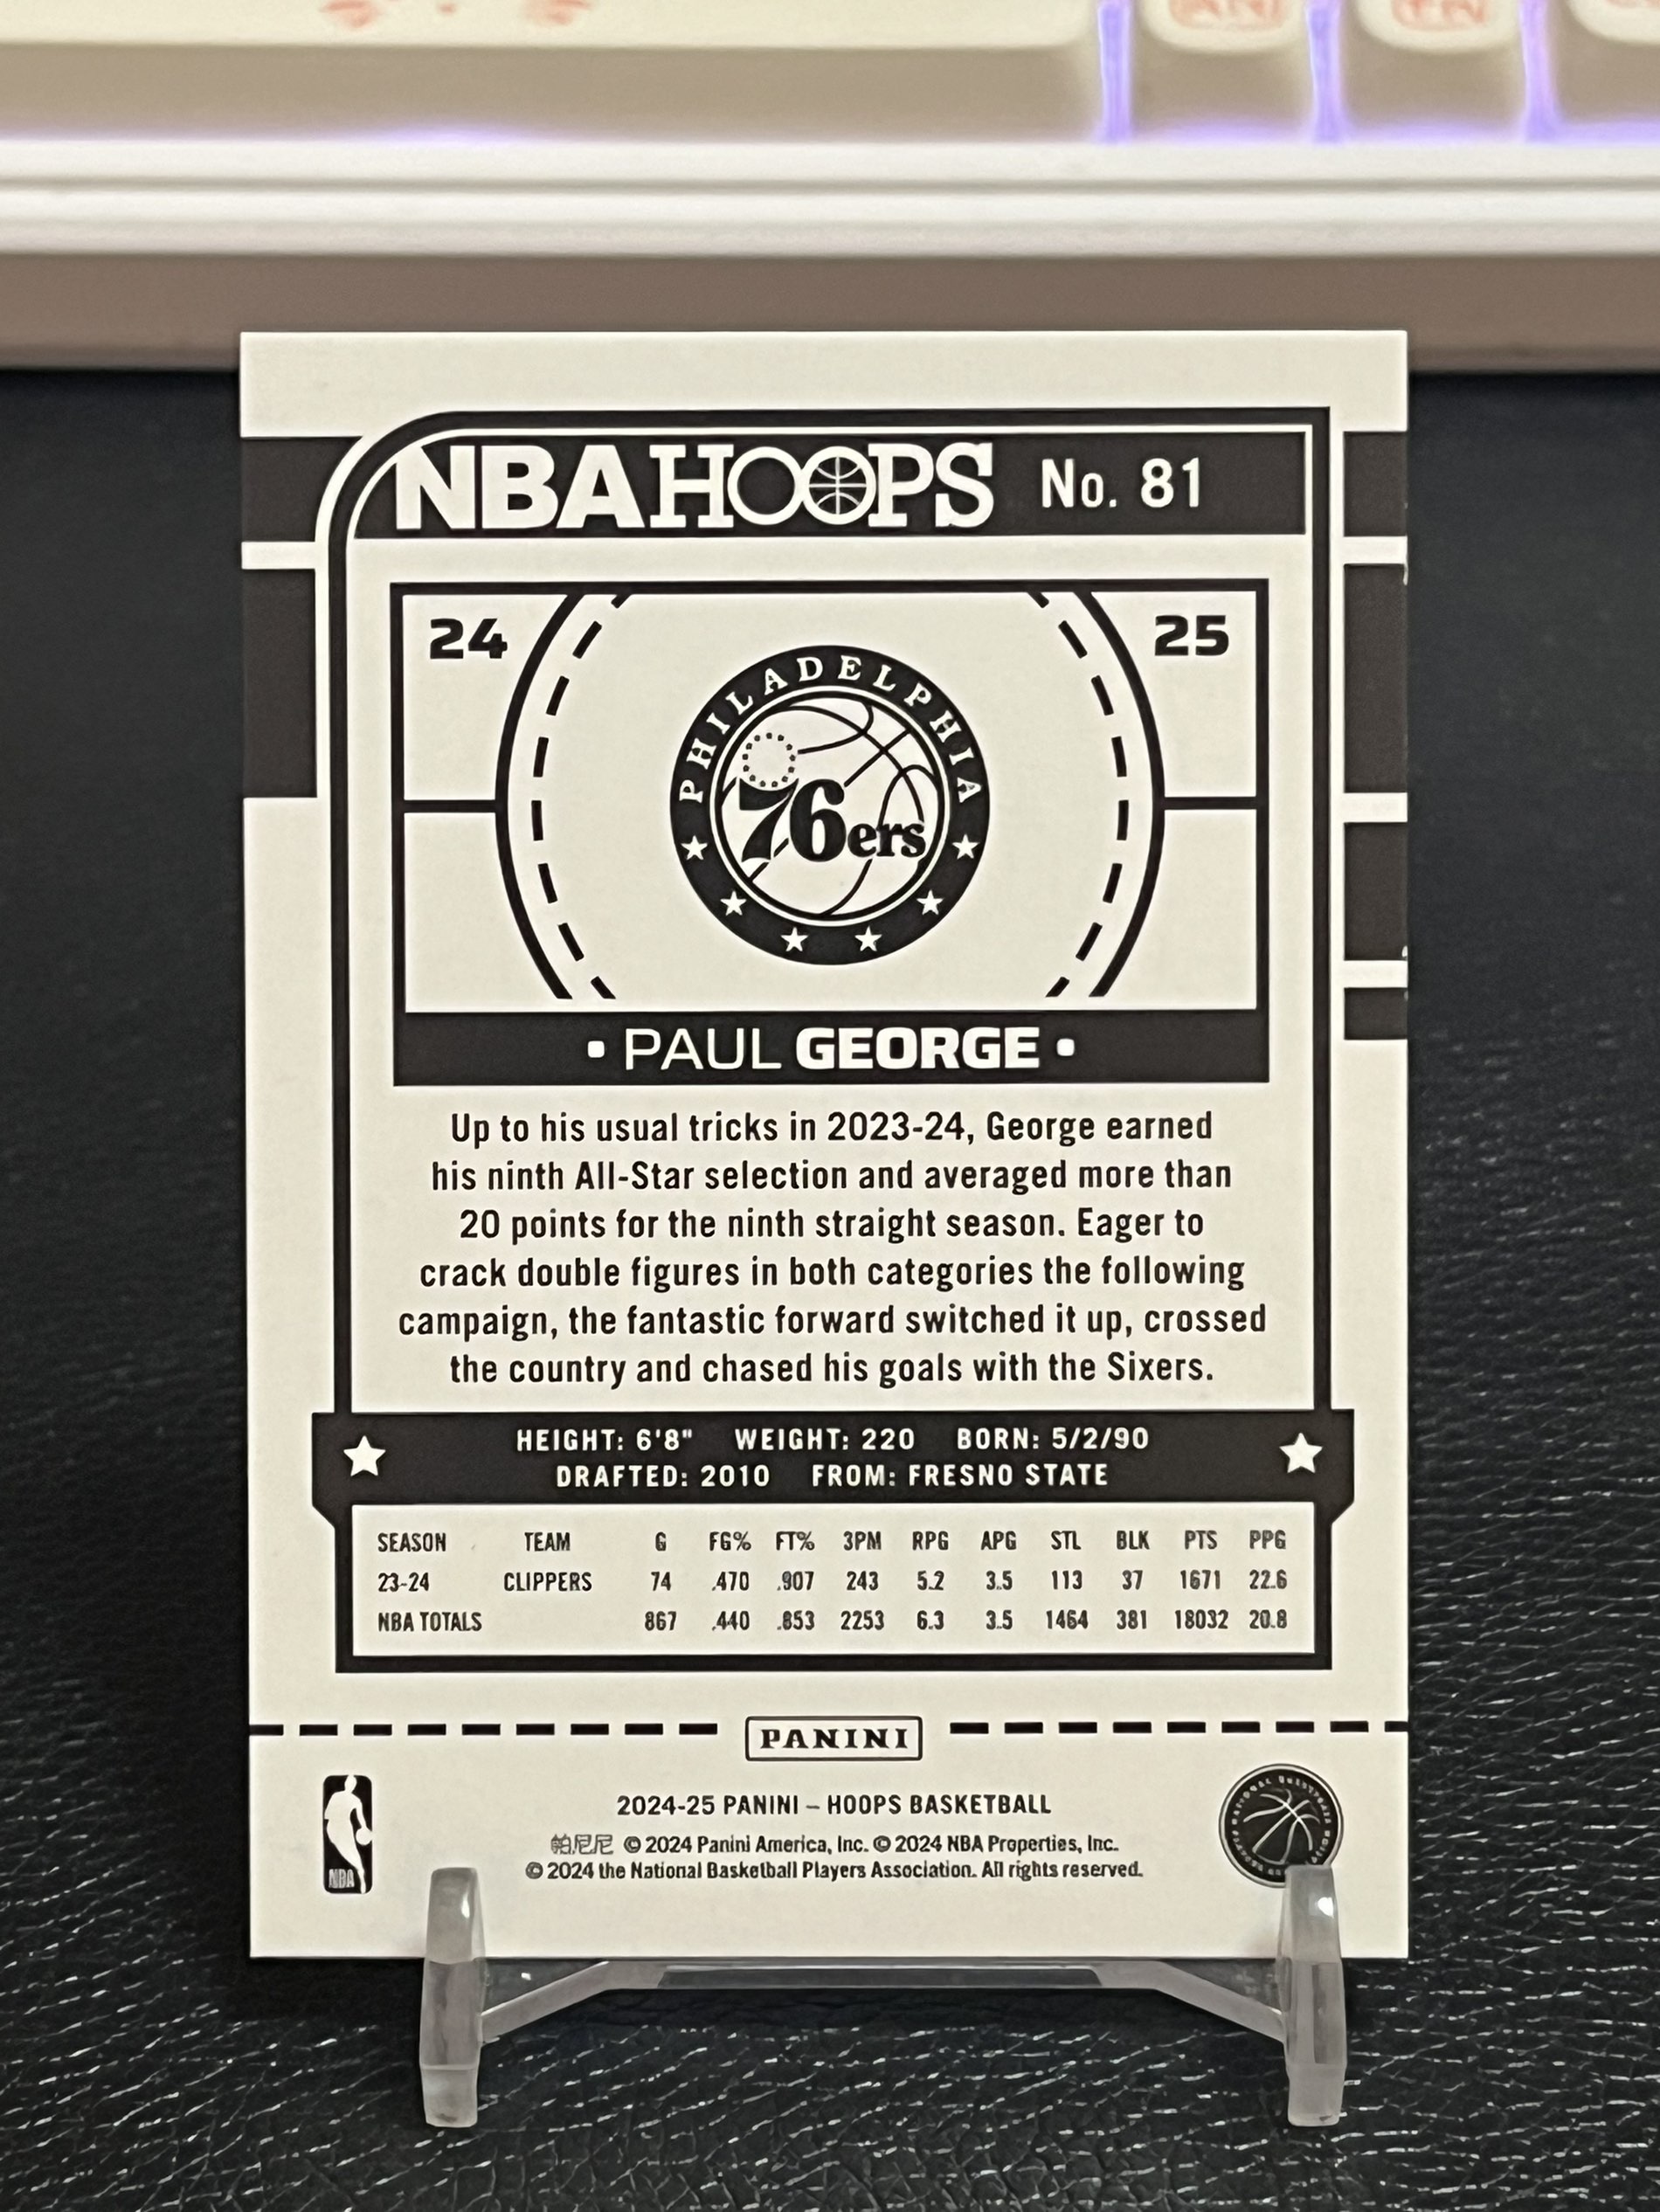 NBA HOOPS No. 81
24 25
PHILADELPHIA
76ers
• PAUL GEORGE •
Up to his usual tricks in 2023-24, George earned
his ninth All-Star selection and averaged more than
20 points for the ninth straight season. Eager to
crack double figures in both categories the following
campaign, the fantastic forward switched it up, crossed
the country and chased his goals with the Sixers.
HEIGHT: 6'8" WEIGHT: 220 BORN: 5/2/90
DRAFTED: 2010 FROM: FRESNO STATE
SEASON TEAM G FG% FT% 3PM RPG APG STL BLK PTS PPG
23-24 CLIPPERS 74 .470 .907 243 5.2 3.5 113 37 1671 22.6
NBA TOTALS 867 .440 .853 2253 6.3 3.5 1464 381 18032 20.8
PANINI
2024-25 PANINI – HOOPS BASKETBALL
帕尼尼 © 2024 Panini America, Inc. © 2024 NBA Properties, Inc.
© 2024 the National Basketball Players Association. All rights reserved.
NBA